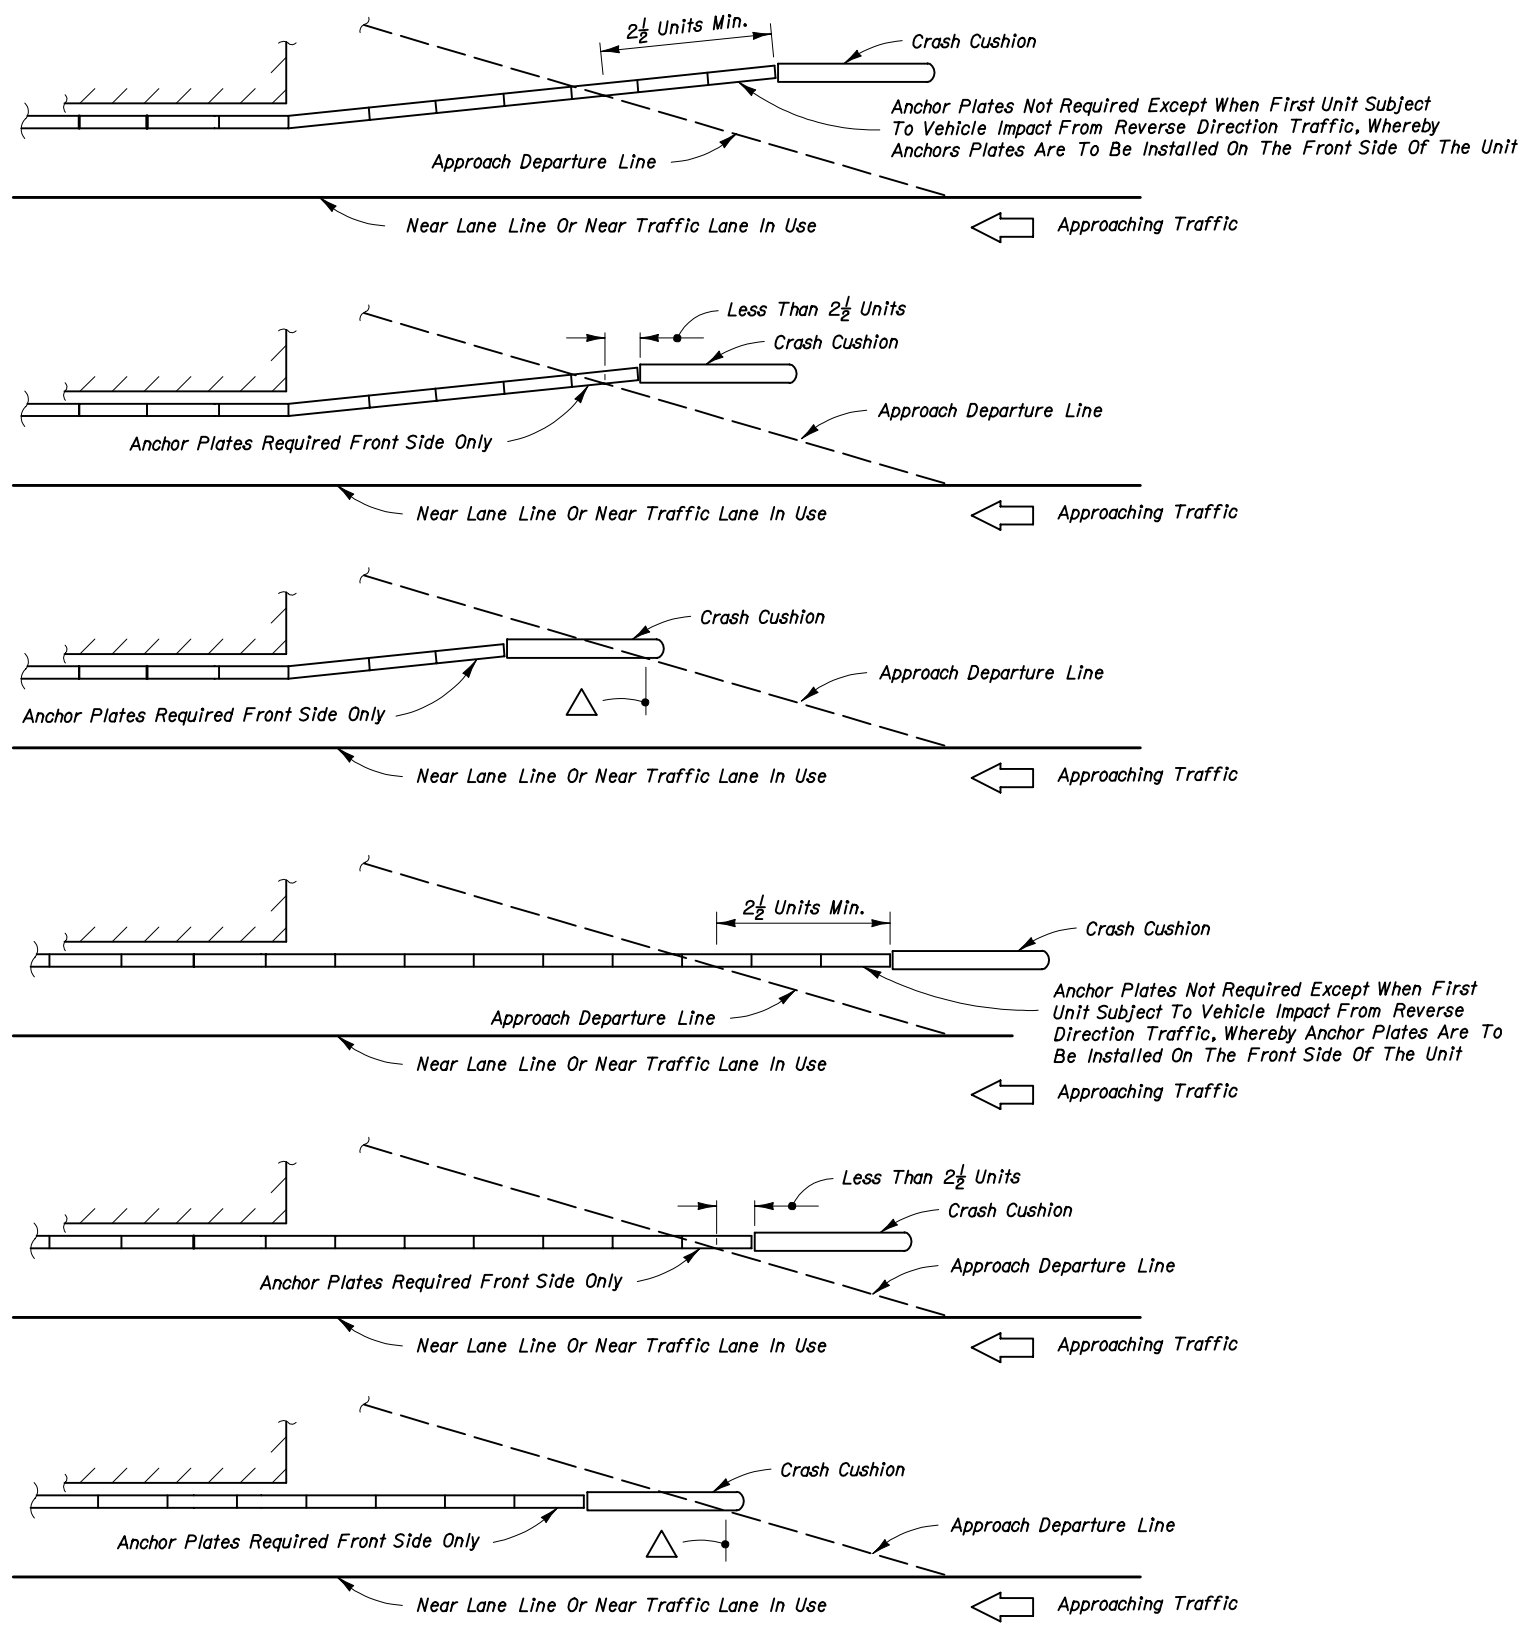 2½ Units Min.
Crash Cushion
Anchor Plates Not Required Except When First Unit Subject
To Vehicle Impact From Reverse Direction Traffic, Whereby
Anchors Plates Are To Be Installed On The Front Side Of The Unit
Approach Departure Line
Near Lane Line Or Near Traffic Lane In Use
Approaching Traffic
Less Than 2½ Units
Crash Cushion
Approach Departure Line
Anchor Plates Required Front Side Only
Near Lane Line Or Near Traffic Lane In Use
Approaching Traffic
Crash Cushion
Approach Departure Line
Anchor Plates Required Front Side Only
Near Lane Line Or Near Traffic Lane In Use
Approaching Traffic
2½ Units Min.
Crash Cushion
Anchor Plates Not Required Except When First
Unit Subject To Vehicle Impact From Reverse
Direction Traffic, Whereby Anchor Plates Are To
Be Installed On The Front Side Of The Unit
Approach Departure Line
Near Lane Line Or Near Traffic Lane In Use
Approaching Traffic
Less Than 2½ Units
Crash Cushion
Approach Departure Line
Anchor Plates Required Front Side Only
Near Lane Line Or Near Traffic Lane In Use
Approaching Traffic
Crash Cushion
Approach Departure Line
Anchor Plates Required Front Side Only
Near Lane Line Or Near Traffic Lane In Use
Approaching Traffic